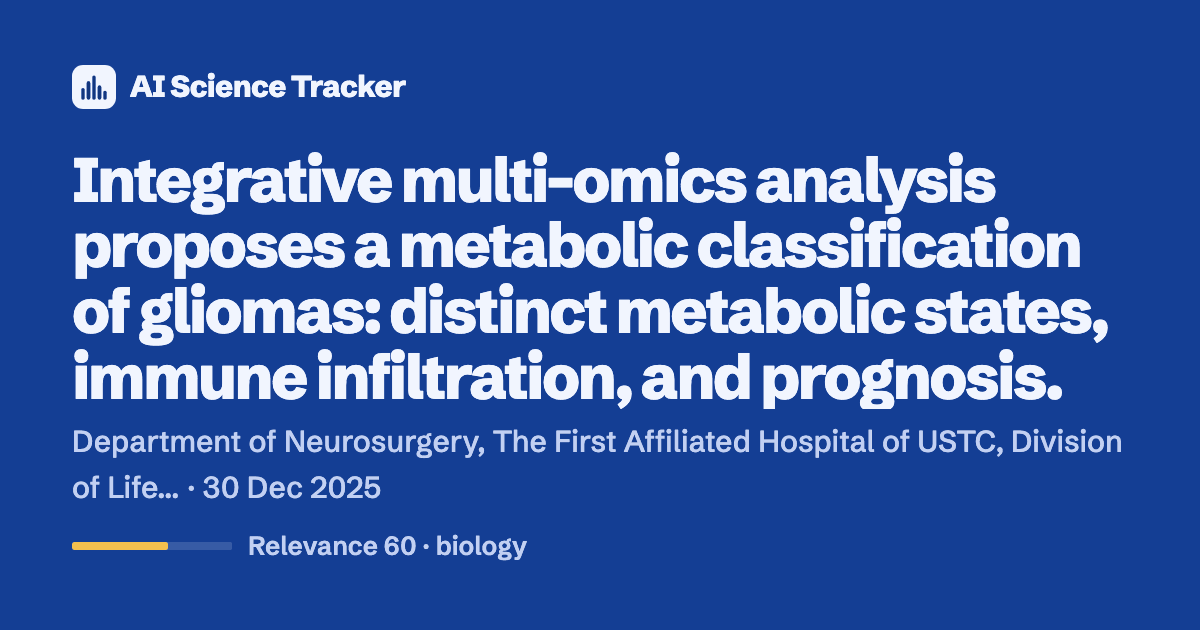 AI Science Tracker
Integrative multi-omics analysis
proposes a metabolic classification
of gliomas: distinct metabolic states,
immune infiltration, and prognosis.
Department of Neurosurgery, The First Affiliated Hospital of USTC, Division
of Life... · 30 Dec 2025
Relevance 60 · biology